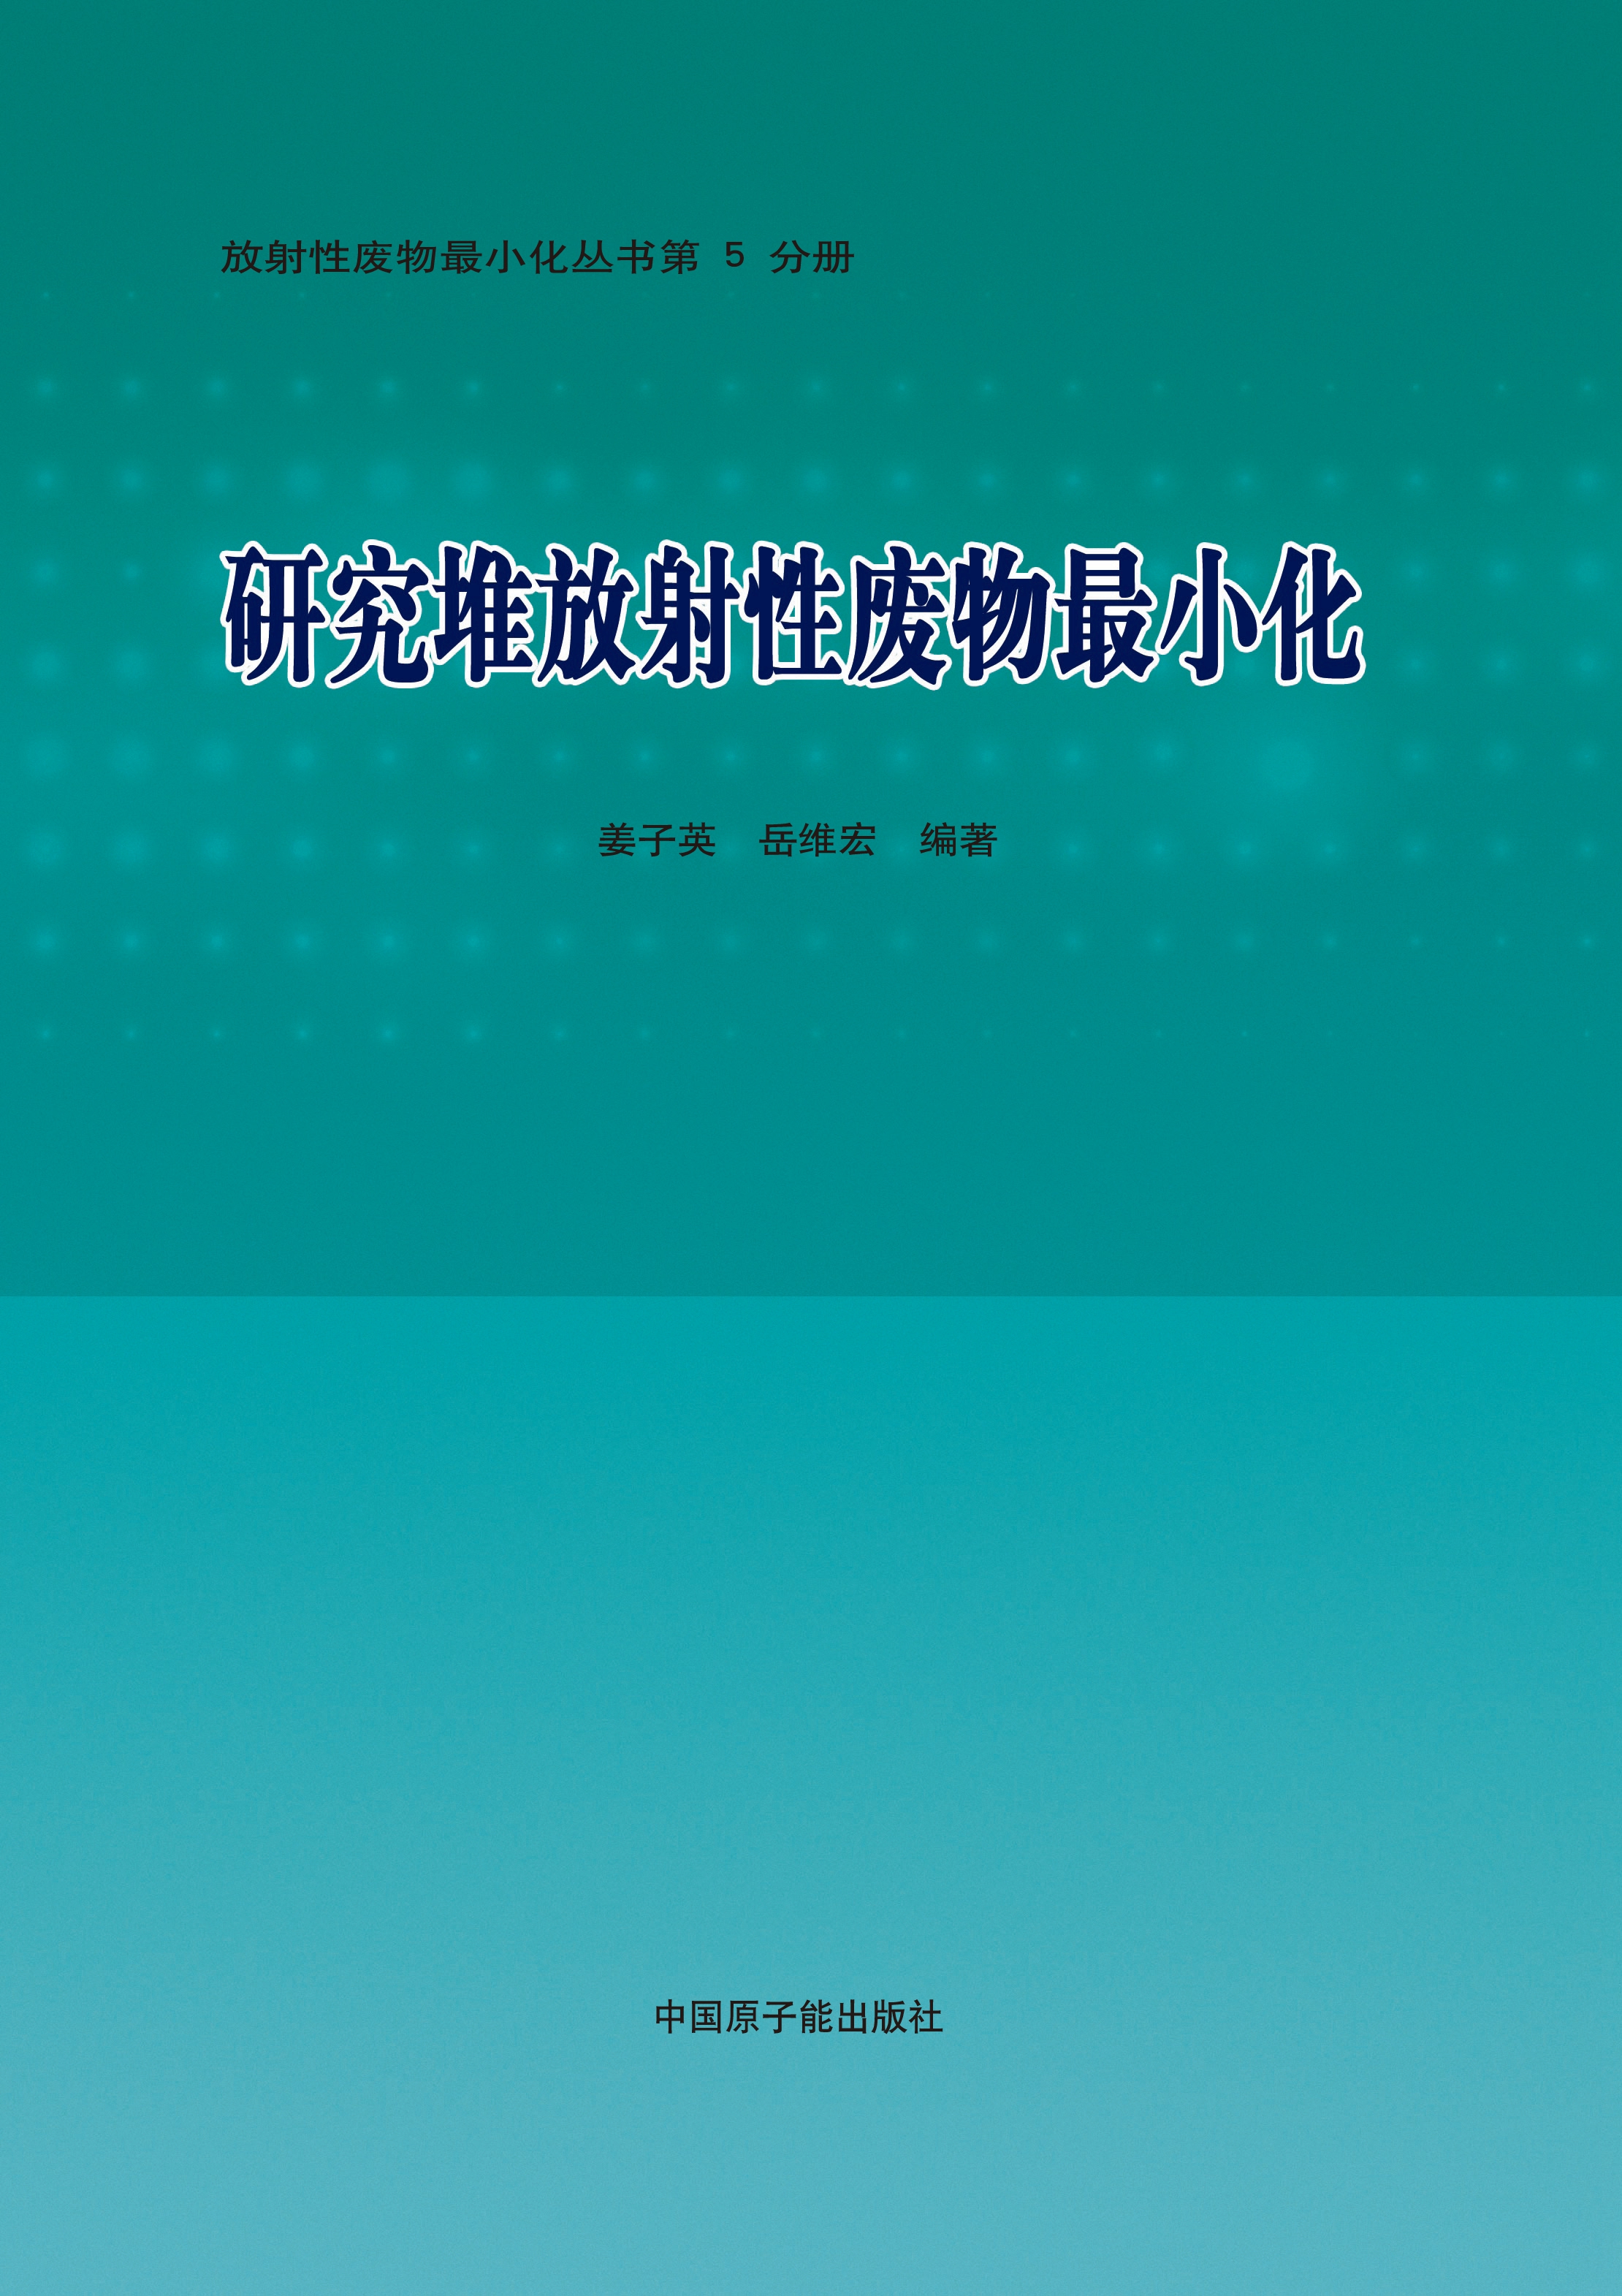 放射性废物最小化丛书第 5 分册
研究堆放射性废物最小化
姜子英 岳维宏 编著
中国原子能出版社